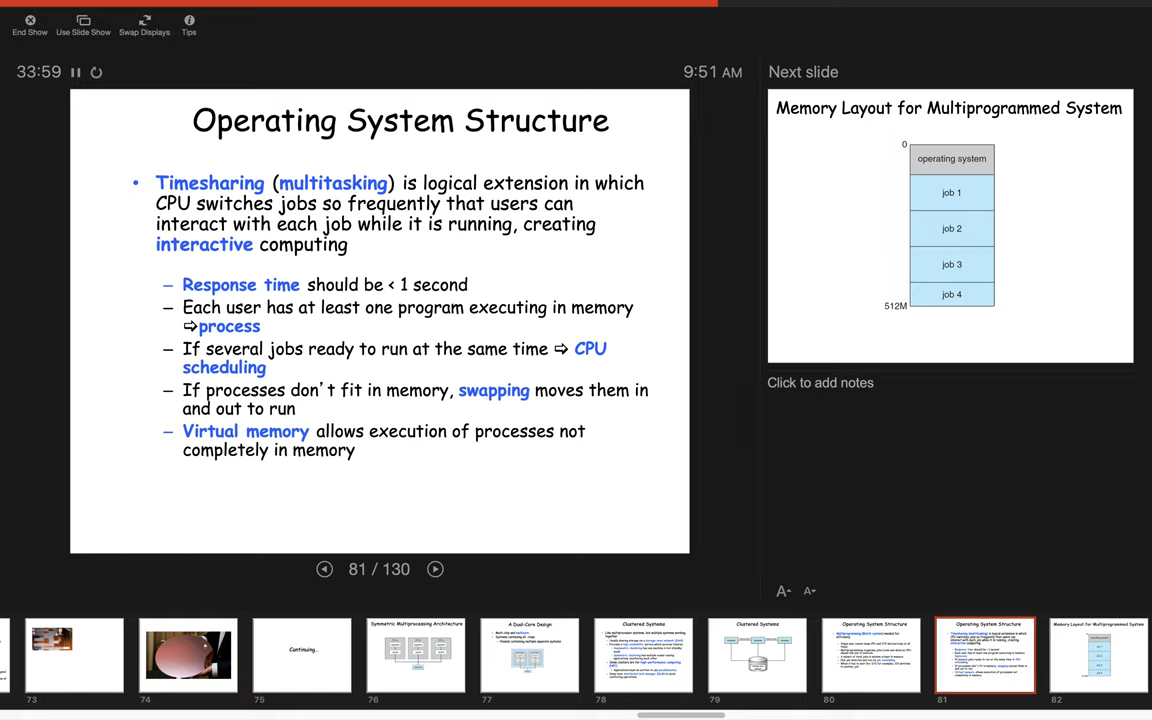 End Show
Use Slide Show
Swap Displays
Tips
33:59
9:51 AM
Next slide
Operating System Structure
• Timesharing (multitasking) is logical extension in which
CPU switches jobs so frequently that users can
interact with each job while it is running, creating
interactive computing
– Response time should be < 1 second
– Each user has at least one program executing in memory
⇨process
– If several jobs ready to run at the same time ⇨ CPU
scheduling
– If processes don't fit in memory, swapping moves them in
and out to run
– Virtual memory allows execution of processes not
completely in memory
Memory Layout for Multiprogrammed System
0
operating system
job 1
job 2
job 3
job 4
512M
Click to add notes
81 / 130
Continuing...
Symmetric Multiprocessing Architecture
A Dual-Core Design
Clustered Systems
Clustered Systems
Operating System Structure
Operating System Structure
Memory Layout for Multiprogrammed System
73
74
75
76
77
78
79
80
81
82